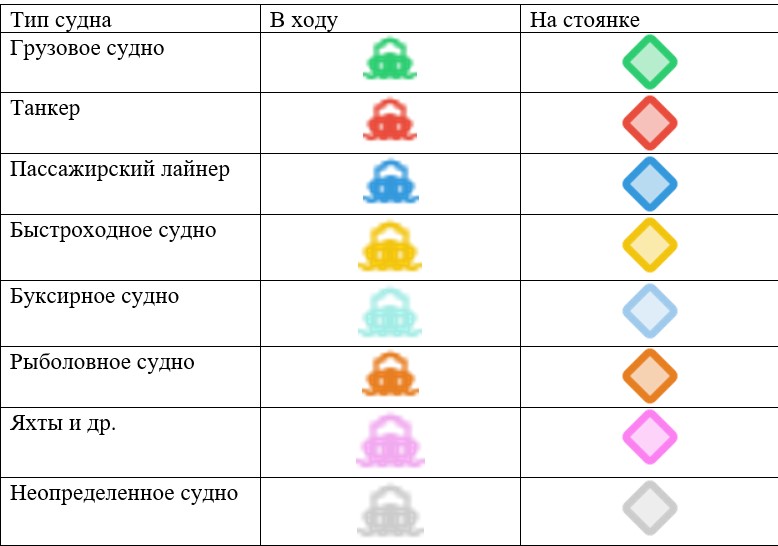 Тип судна
В ходу
На стоянке
Грузовое судно
Танкер
Пассажирский лайнер
Быстроходное судно
Буксирное судно
Рыболовное судно
Яхты и др.
Неопределенное судно